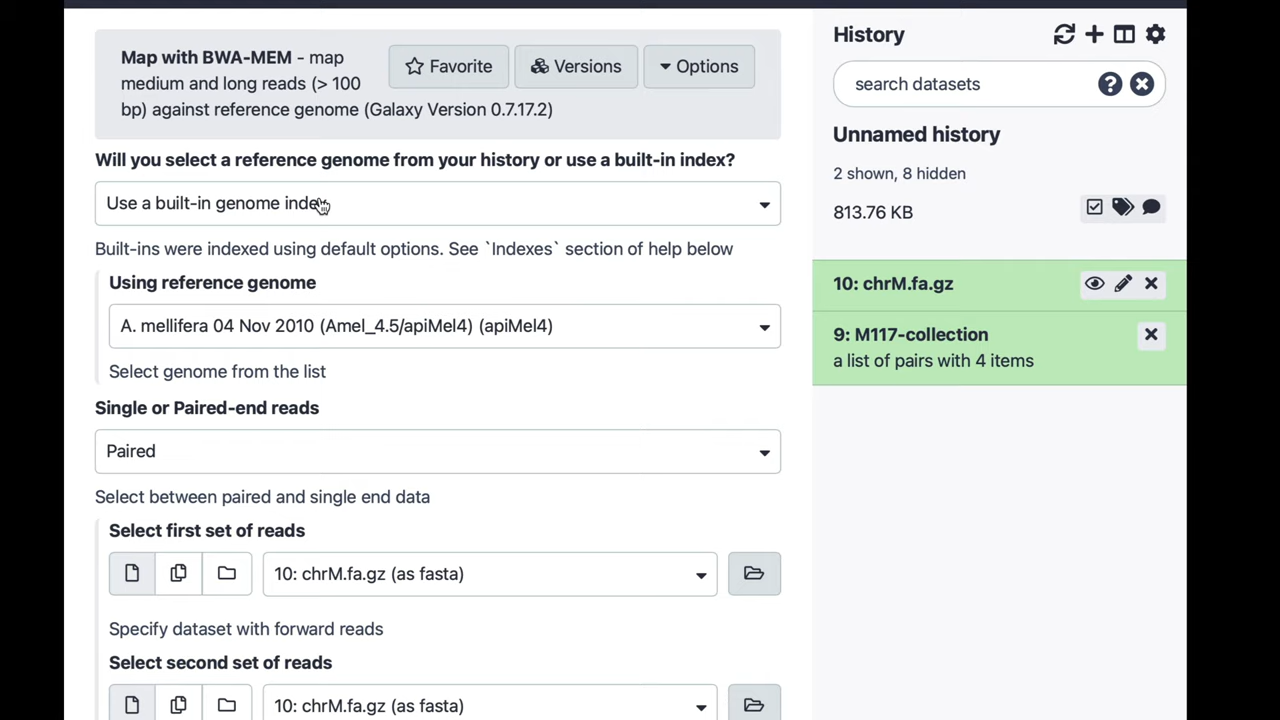 Map with BWA-MEM - map
medium and long reads (> 100
bp) against reference genome (Galaxy Version 0.7.17.2)
Favorite
Versions
Options
Will you select a reference genome from your history or use a built-in index?
Use a built-in genome index
Built-ins were indexed using default options. See `Indexes` section of help below
Using reference genome
A. mellifera 04 Nov 2010 (Amel_4.5/apiMel4) (apiMel4)
Select genome from the list
Single or Paired-end reads
Paired
Select between paired and single end data
Select first set of reads
10: chrM.fa.gz (as fasta)
Specify dataset with forward reads
Select second set of reads
10: chrM.fa.gz (as fasta)
History
search datasets
Unnamed history
2 shown, 8 hidden
813.76 KB
10: chrM.fa.gz
9: M117-collection
a list of pairs with 4 items